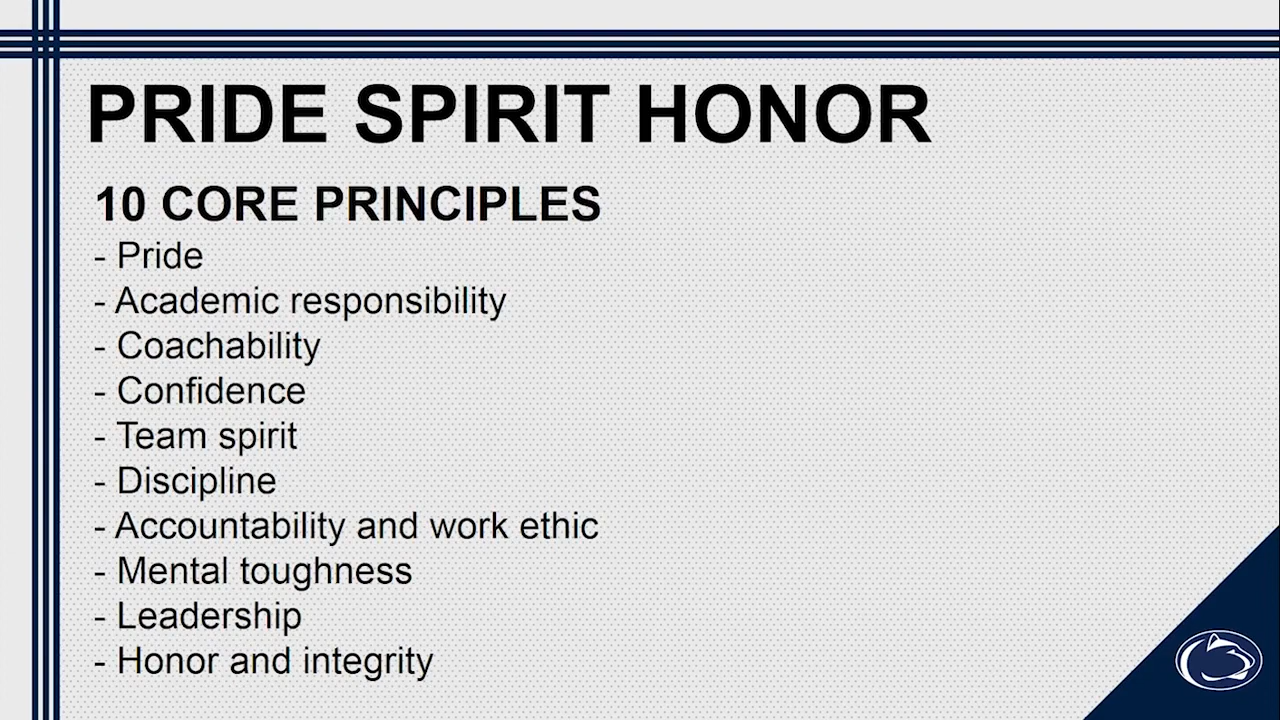 PRIDE SPIRIT HONOR
10 CORE PRINCIPLES
- Pride
- Academic responsibility
- Coachability
- Confidence
- Team spirit
- Discipline
- Accountability and work ethic
- Mental toughness
- Leadership
- Honor and integrity